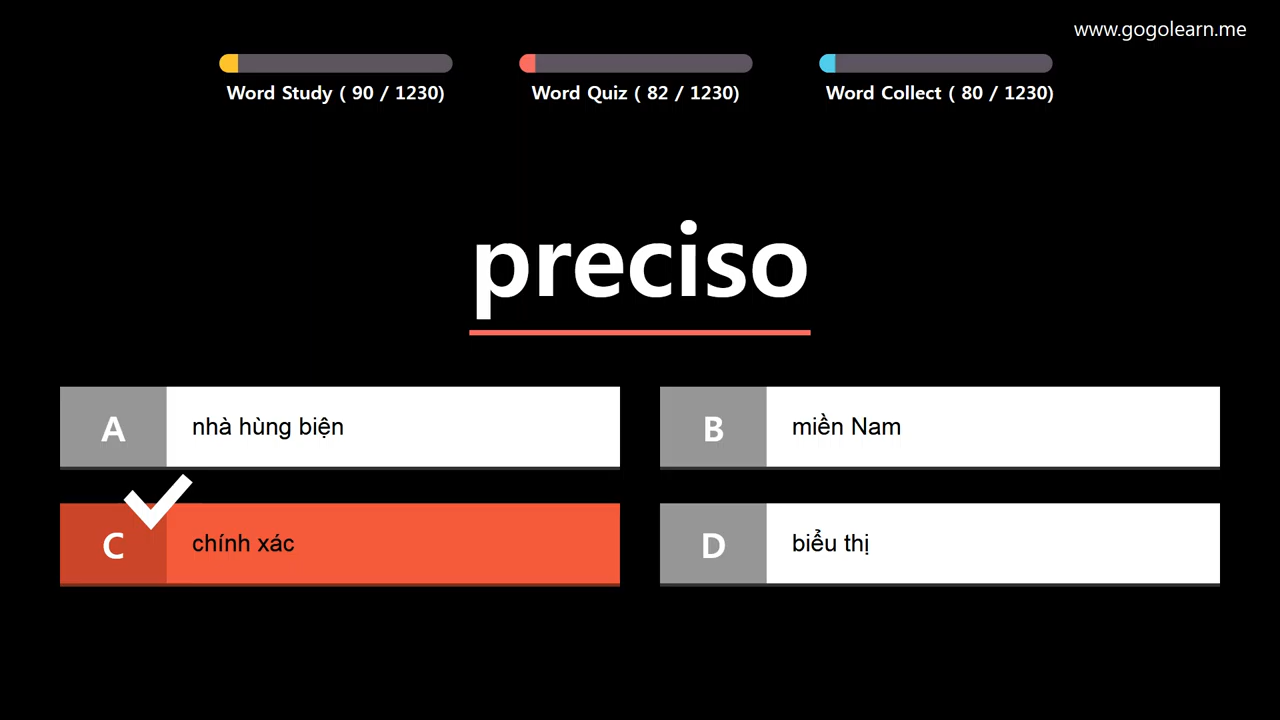 www.gogolearn.me
Word Study ( 90 / 1230)
Word Quiz ( 82 / 1230)
Word Collect ( 80 / 1230)
preciso
A
nhà hùng biện
B
miền Nam
C
chính xác
D
biểu thị